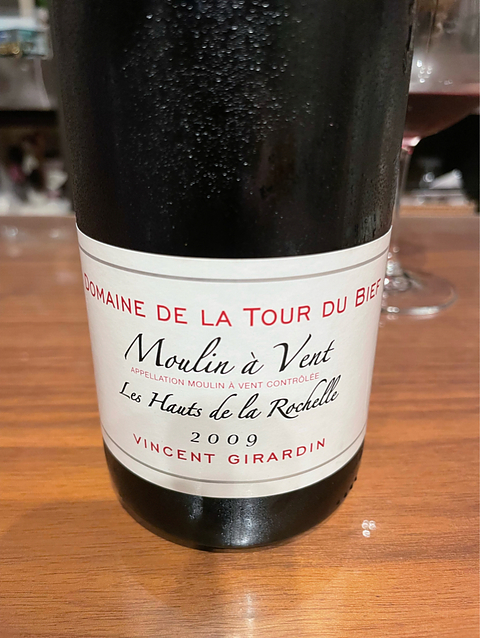 DOMAINE DE LA TOUR DU BIEF
Moulin à Vent
APPELLATION MOULIN À VENT CONTRÔLÉE
Les Hauts de la Rochelle
2009
VINCENT GIRARDIN